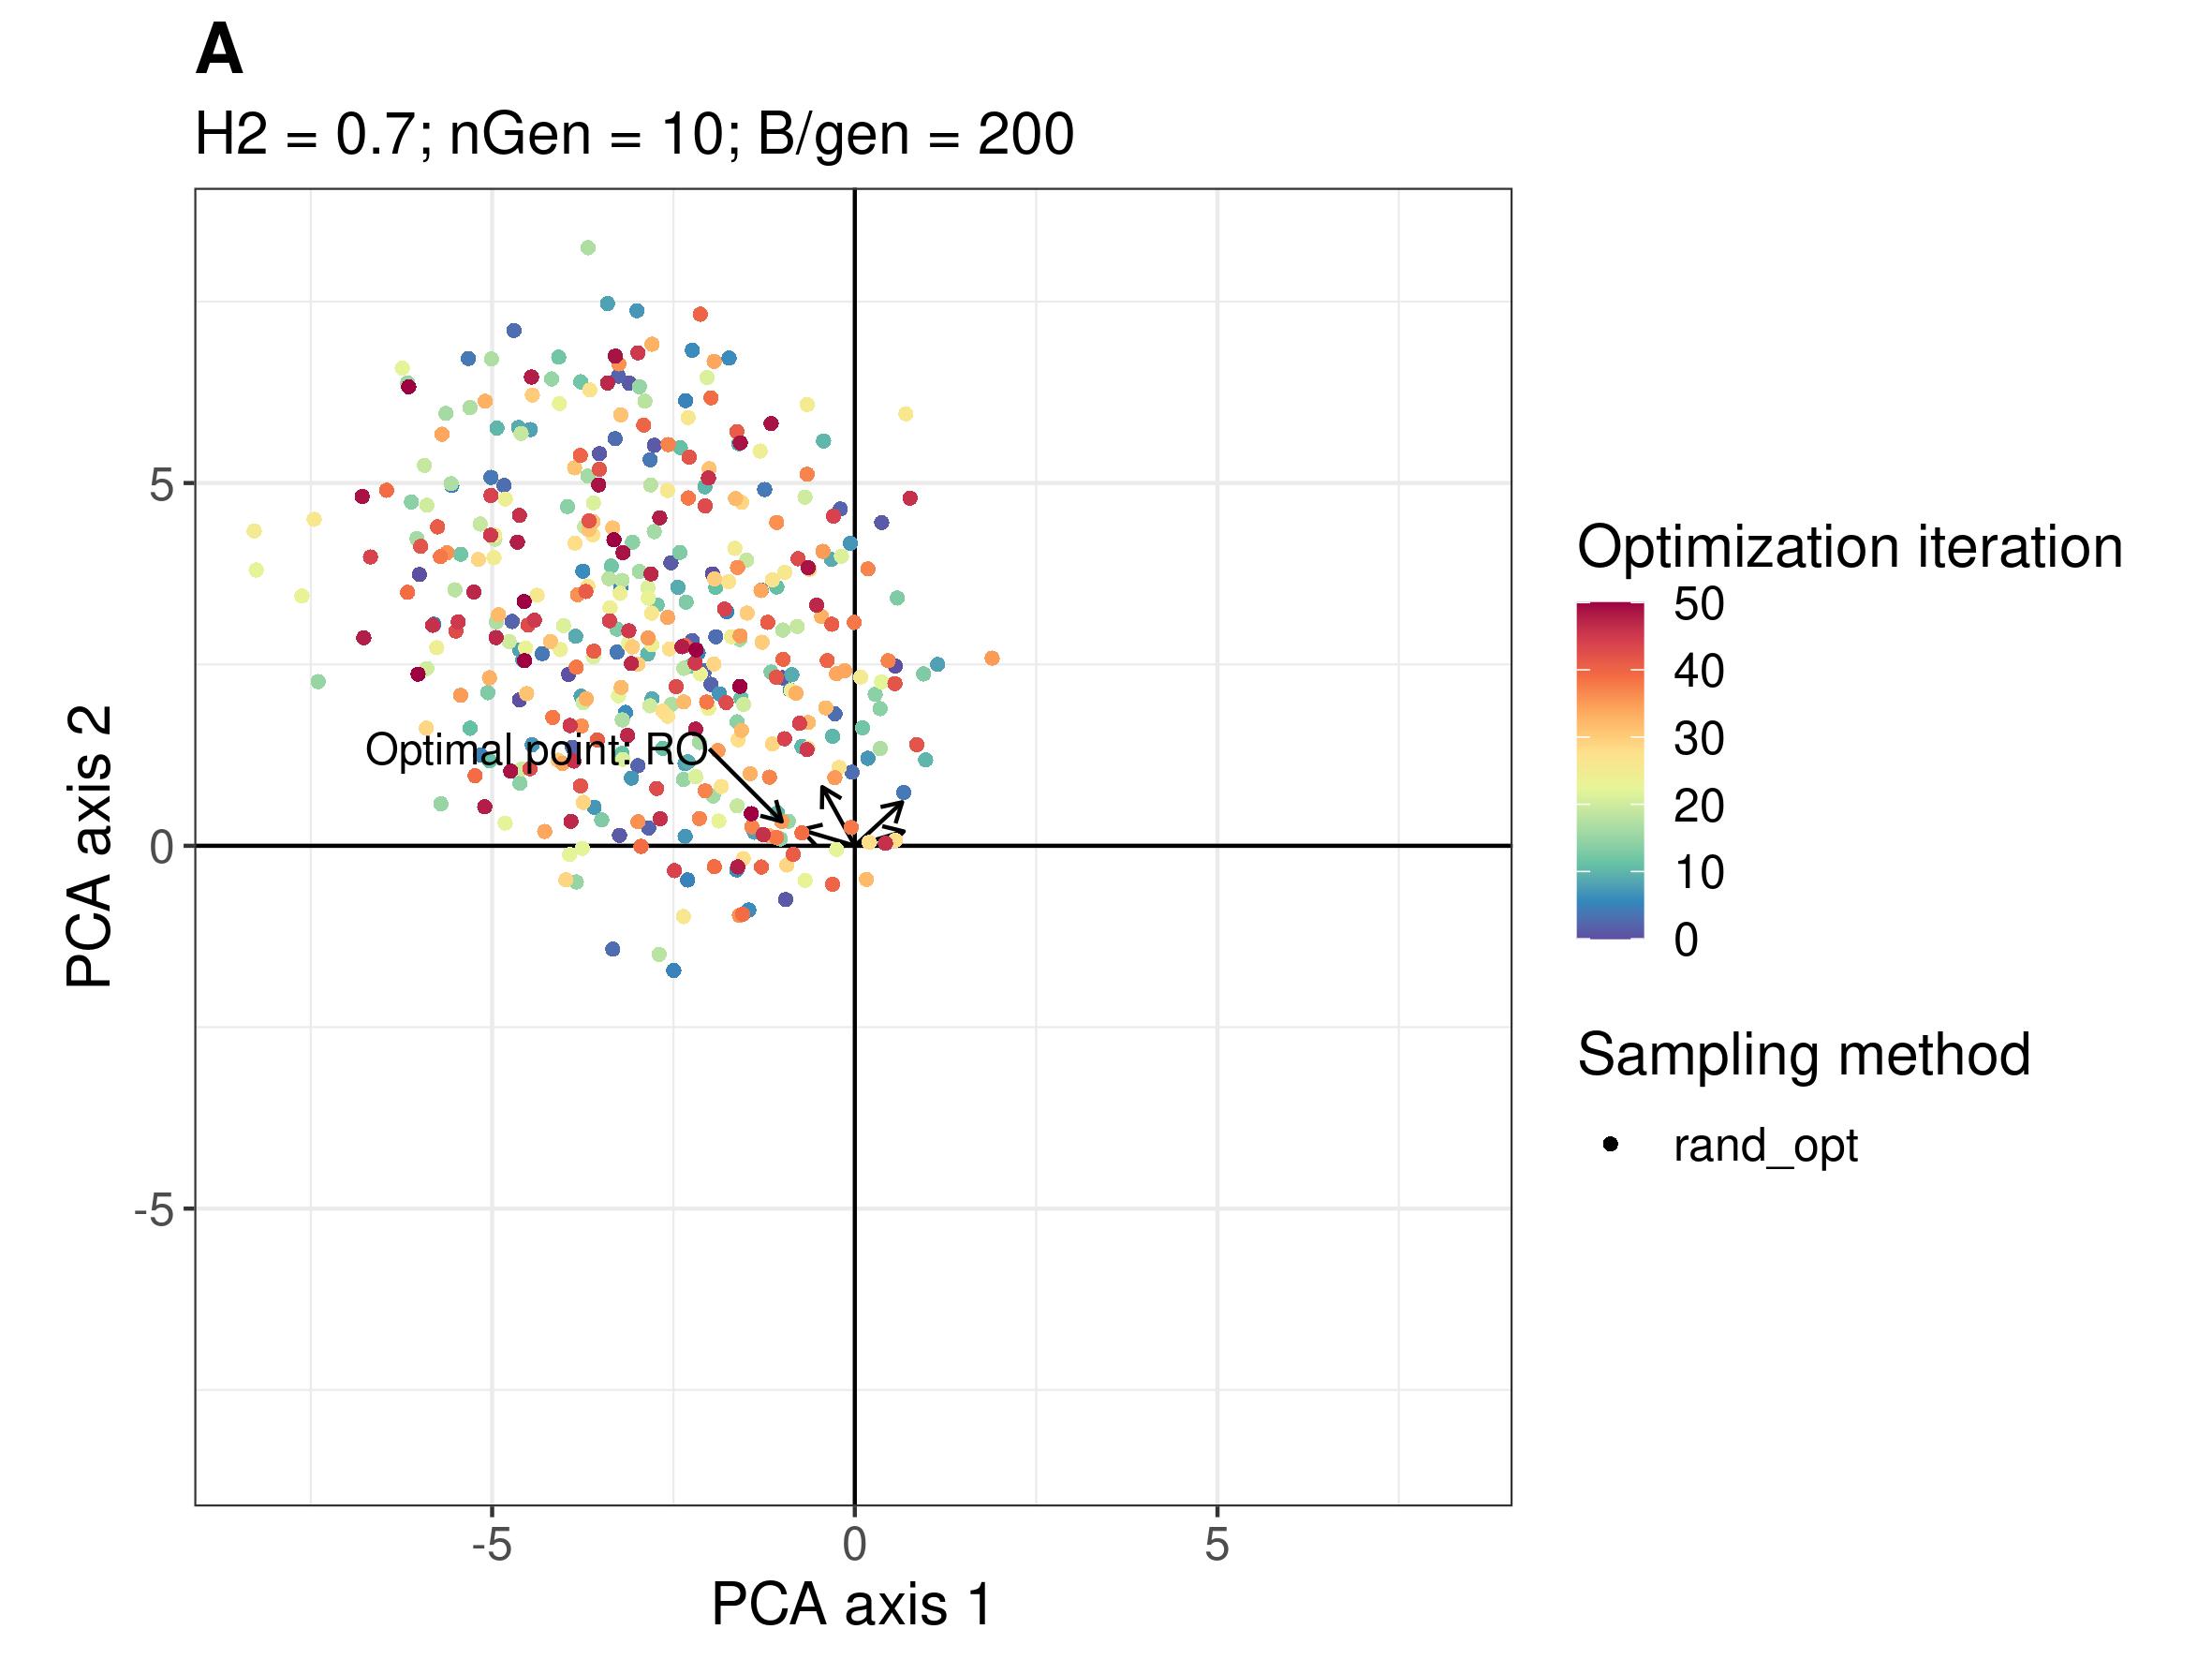 A
H2 = 0.7; nGen = 10; B/gen = 200
PCA axis 2
5
0
-5
Optimal point: RO
-5
0
5
PCA axis 1
Optimization iteration
50
40
30
20
10
0
Sampling method
rand_opt